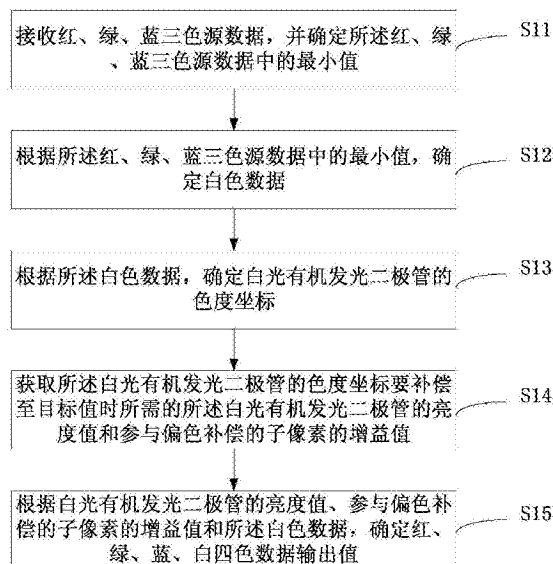 接收红、绿、蓝三色源数据，并确定所述红、绿
、蓝三色源数据中的最小值
S11
根据所述红、绿、蓝三色源数据中的最小值，确
定白色数据
S12
根据所述白色数据，确定白光有机发光二极管的
色度坐标
S13
获取所述白光有机发光二极管的色度坐标要补偿
至目标值时所需的所述白光有机发光二极管的亮
度值和参与偏色补偿的子像素的增益值
S14
根据白光有机发光二极管的亮度值、参与偏色补
偿的子像素的增益值和所述白色数据，确定红、
绿、蓝、白四色数据输出值
S15